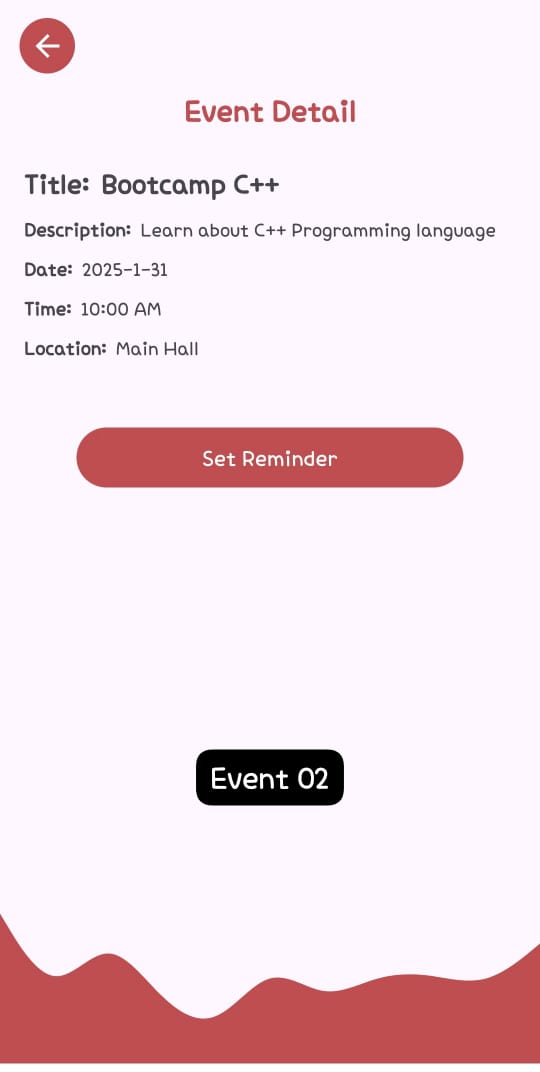 Event Detail
Title: Bootcamp C++
Description: Learn about C++ Programming language
Date: 2025-1-31
Time: 10:00 AM
Location: Main Hall
Set Reminder
Event 02